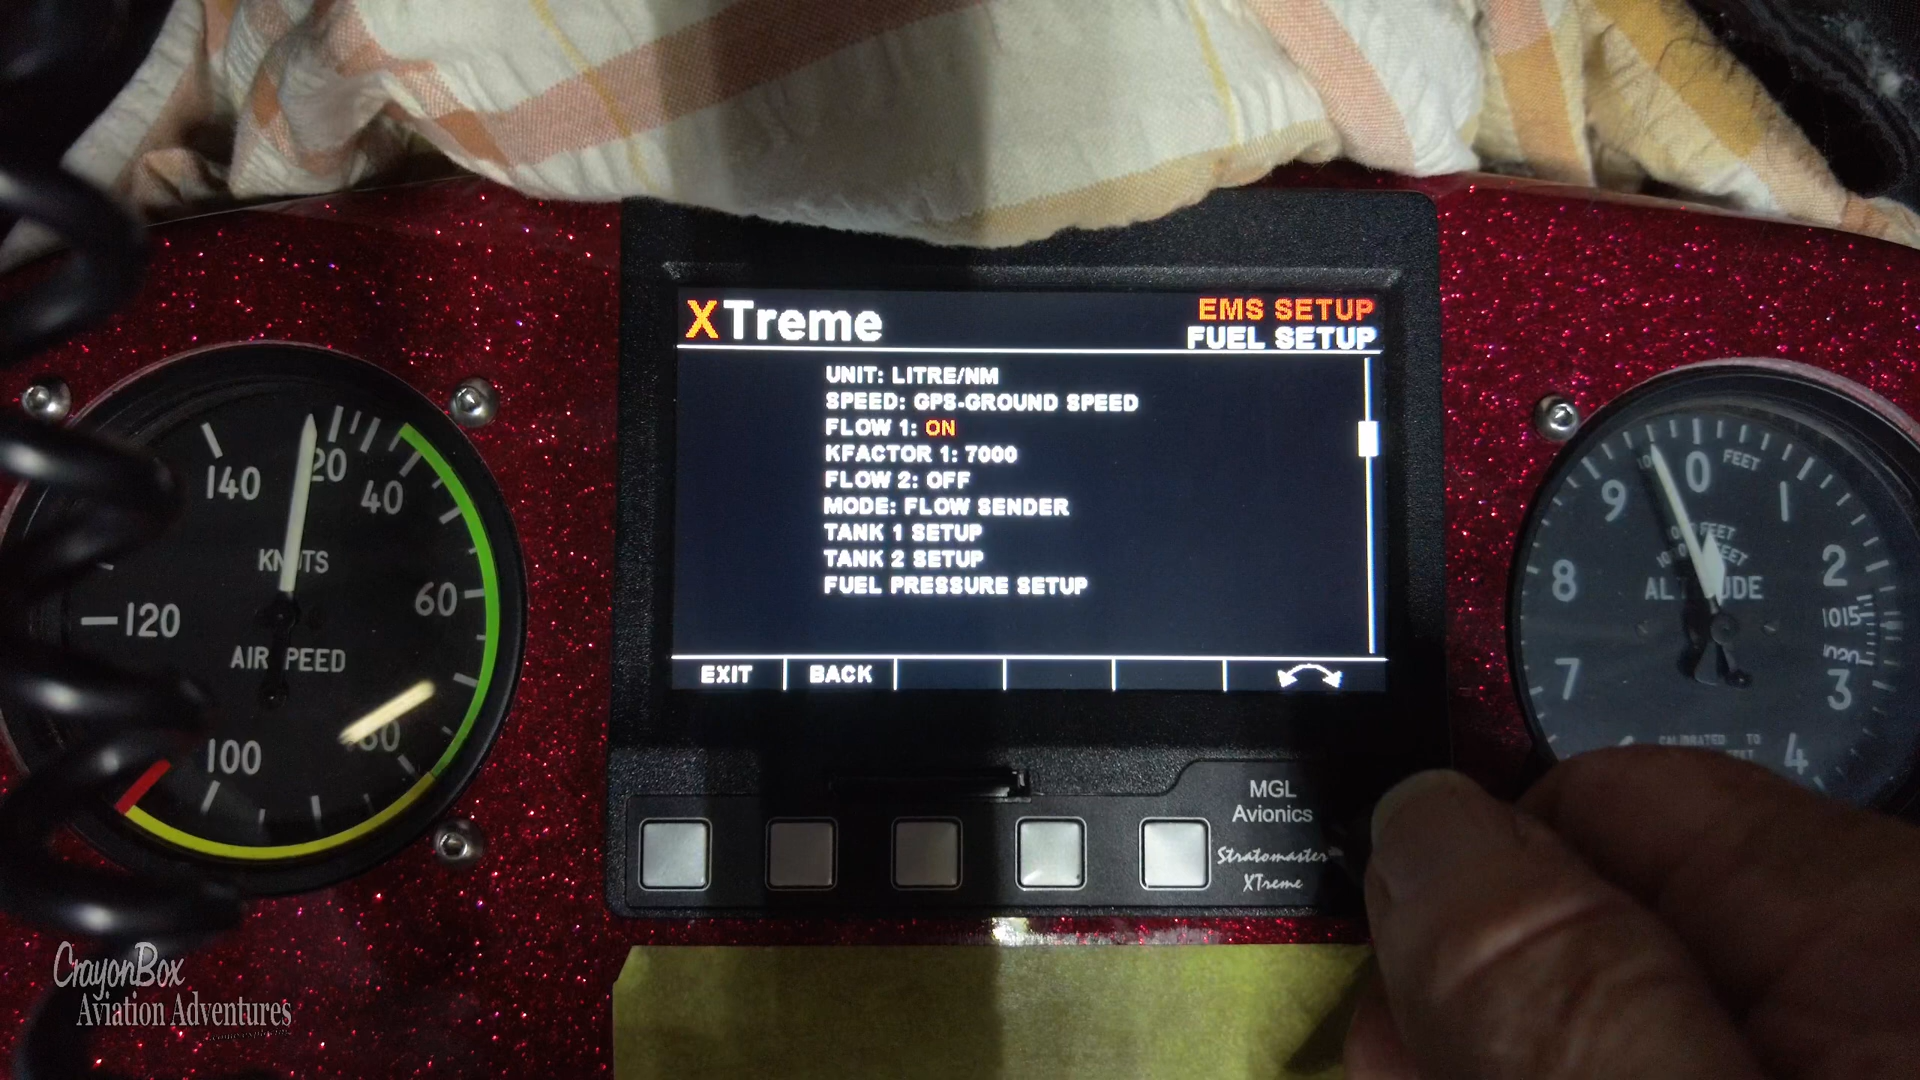 XTreme
EMS SETUP
FUEL SETUP
UNIT: LITRE/NM
SPEED: GPS-GROUND SPEED
FLOW 1: ON
KFACTOR 1: 7000
FLOW 2: OFF
MODE: FLOW SENDER
TANK 1 SETUP
TANK 2 SETUP
FUEL PRESSURE SETUP
EXIT BACK
MGL
Avionics
Stratomaster
XTreme
140
20
40
KNOTS
60
120
AIR SPEED
100
80
0
FEET
1
9
2
8
ALTITUDE
1015
1020
3
7
CALIBRATED TO
4
CrayonBox
Aviation Adventures